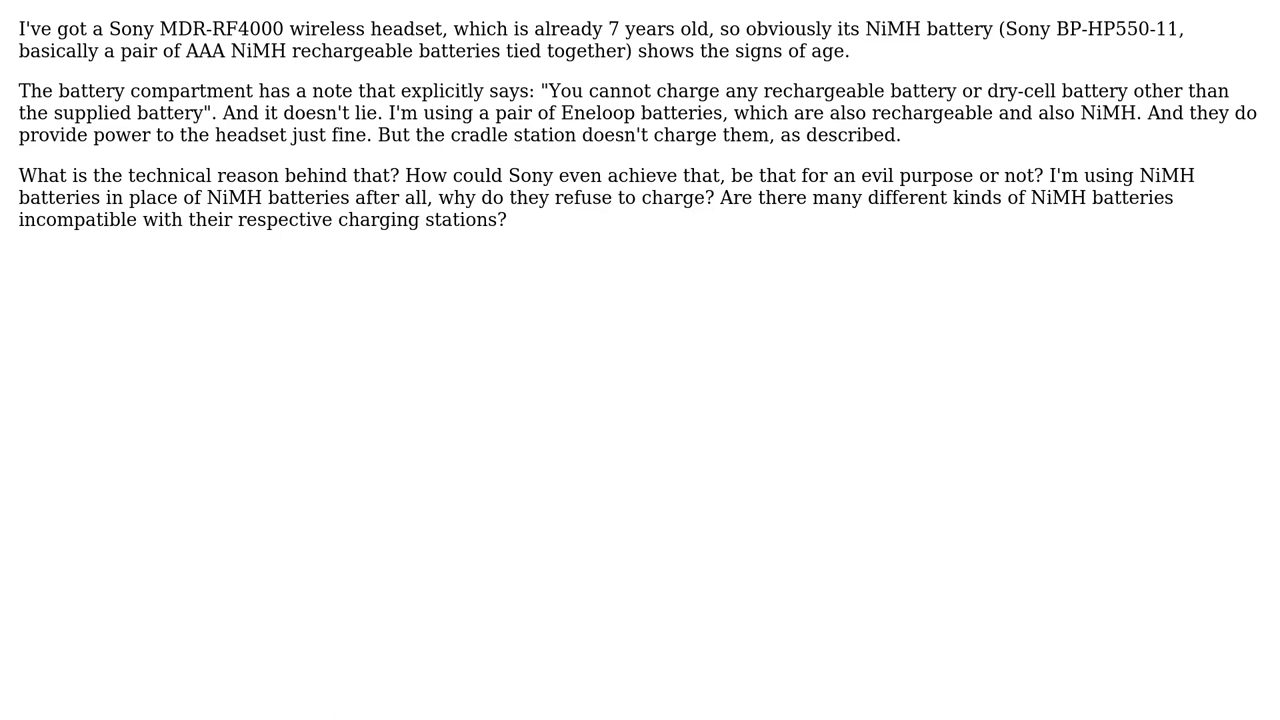 I've got a Sony MDR-RF4000 wireless headset, which is already 7 years old, so obviously its NiMH battery (Sony BP-HP550-11,
basically a pair of AAA NiMH rechargeable batteries tied together) shows the signs of age.
The battery compartment has a note that explicitly says: "You cannot charge any rechargeable battery or dry-cell battery other than
the supplied battery". And it doesn't lie. I'm using a pair of Eneloop batteries, which are also rechargeable and also NiMH. And they do
provide power to the headset just fine. But the cradle station doesn't charge them, as described.
What is the technical reason behind that? How could Sony even achieve that, be that for an evil purpose or not? I'm using NiMH
batteries in place of NiMH batteries after all, why do they refuse to charge? Are there many different kinds of NiMH batteries
incompatible with their respective charging stations?